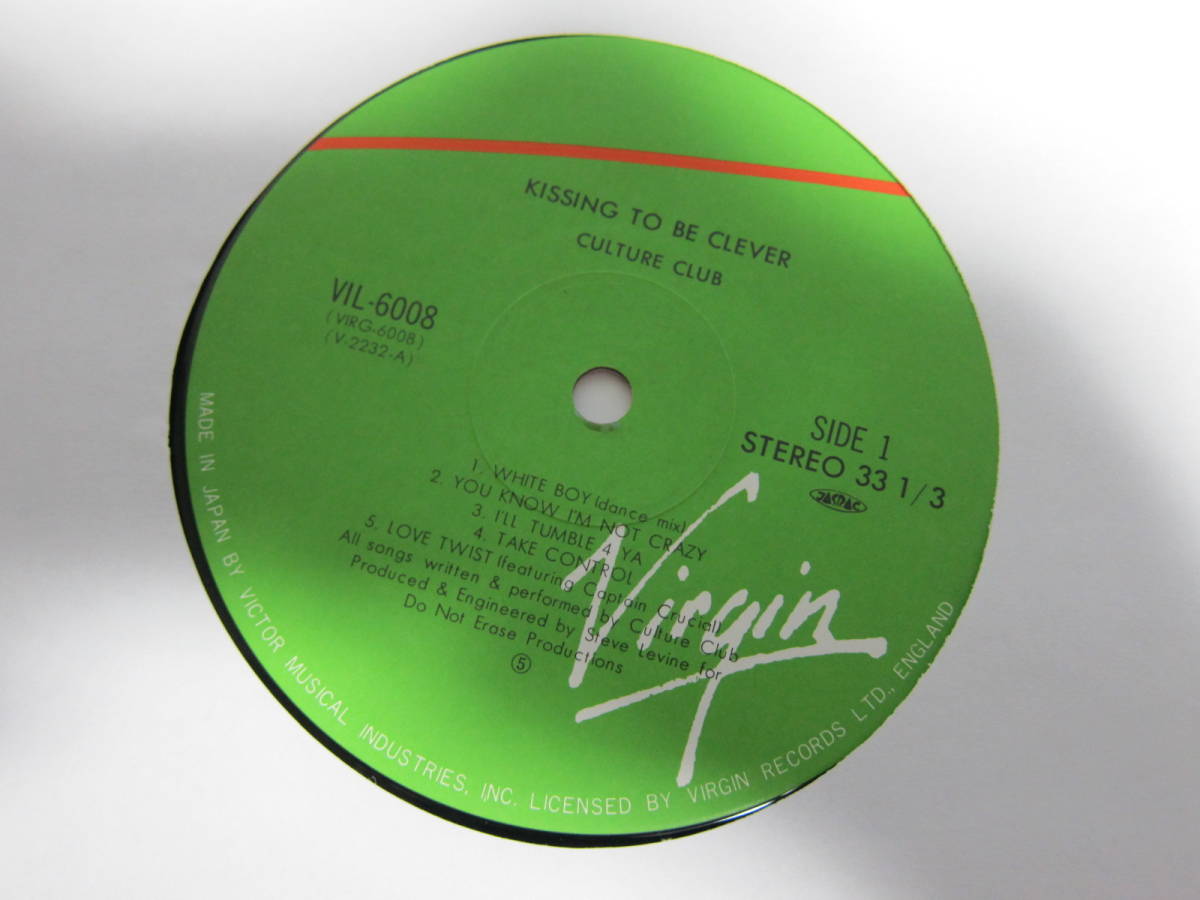 KISSING TO BE CLEVER
CULTURE CLUB
VIL-6008
(VIRG-6008)
(V-2232-A)
SIDE 1
STEREO 33 1/3
JASRAC
1. WHITE BOY (dance mix)
2. YOU KNOW I'M NOT CRAZY
3. I'LL TUMBLE 4 YA
4. TAKE CONTROL
5. LOVE TWIST (featuring Captain Crucial)
All songs written & performed by Culture Club
Produced & Engineered by Steve Levine for
Do Not Erase Productions
⑤
Virgin
MADE IN JAPAN BY VICTOR MUSICAL INDUSTRIES, INC. LICENSED BY VIRGIN RECORDS LTD., ENGLAND